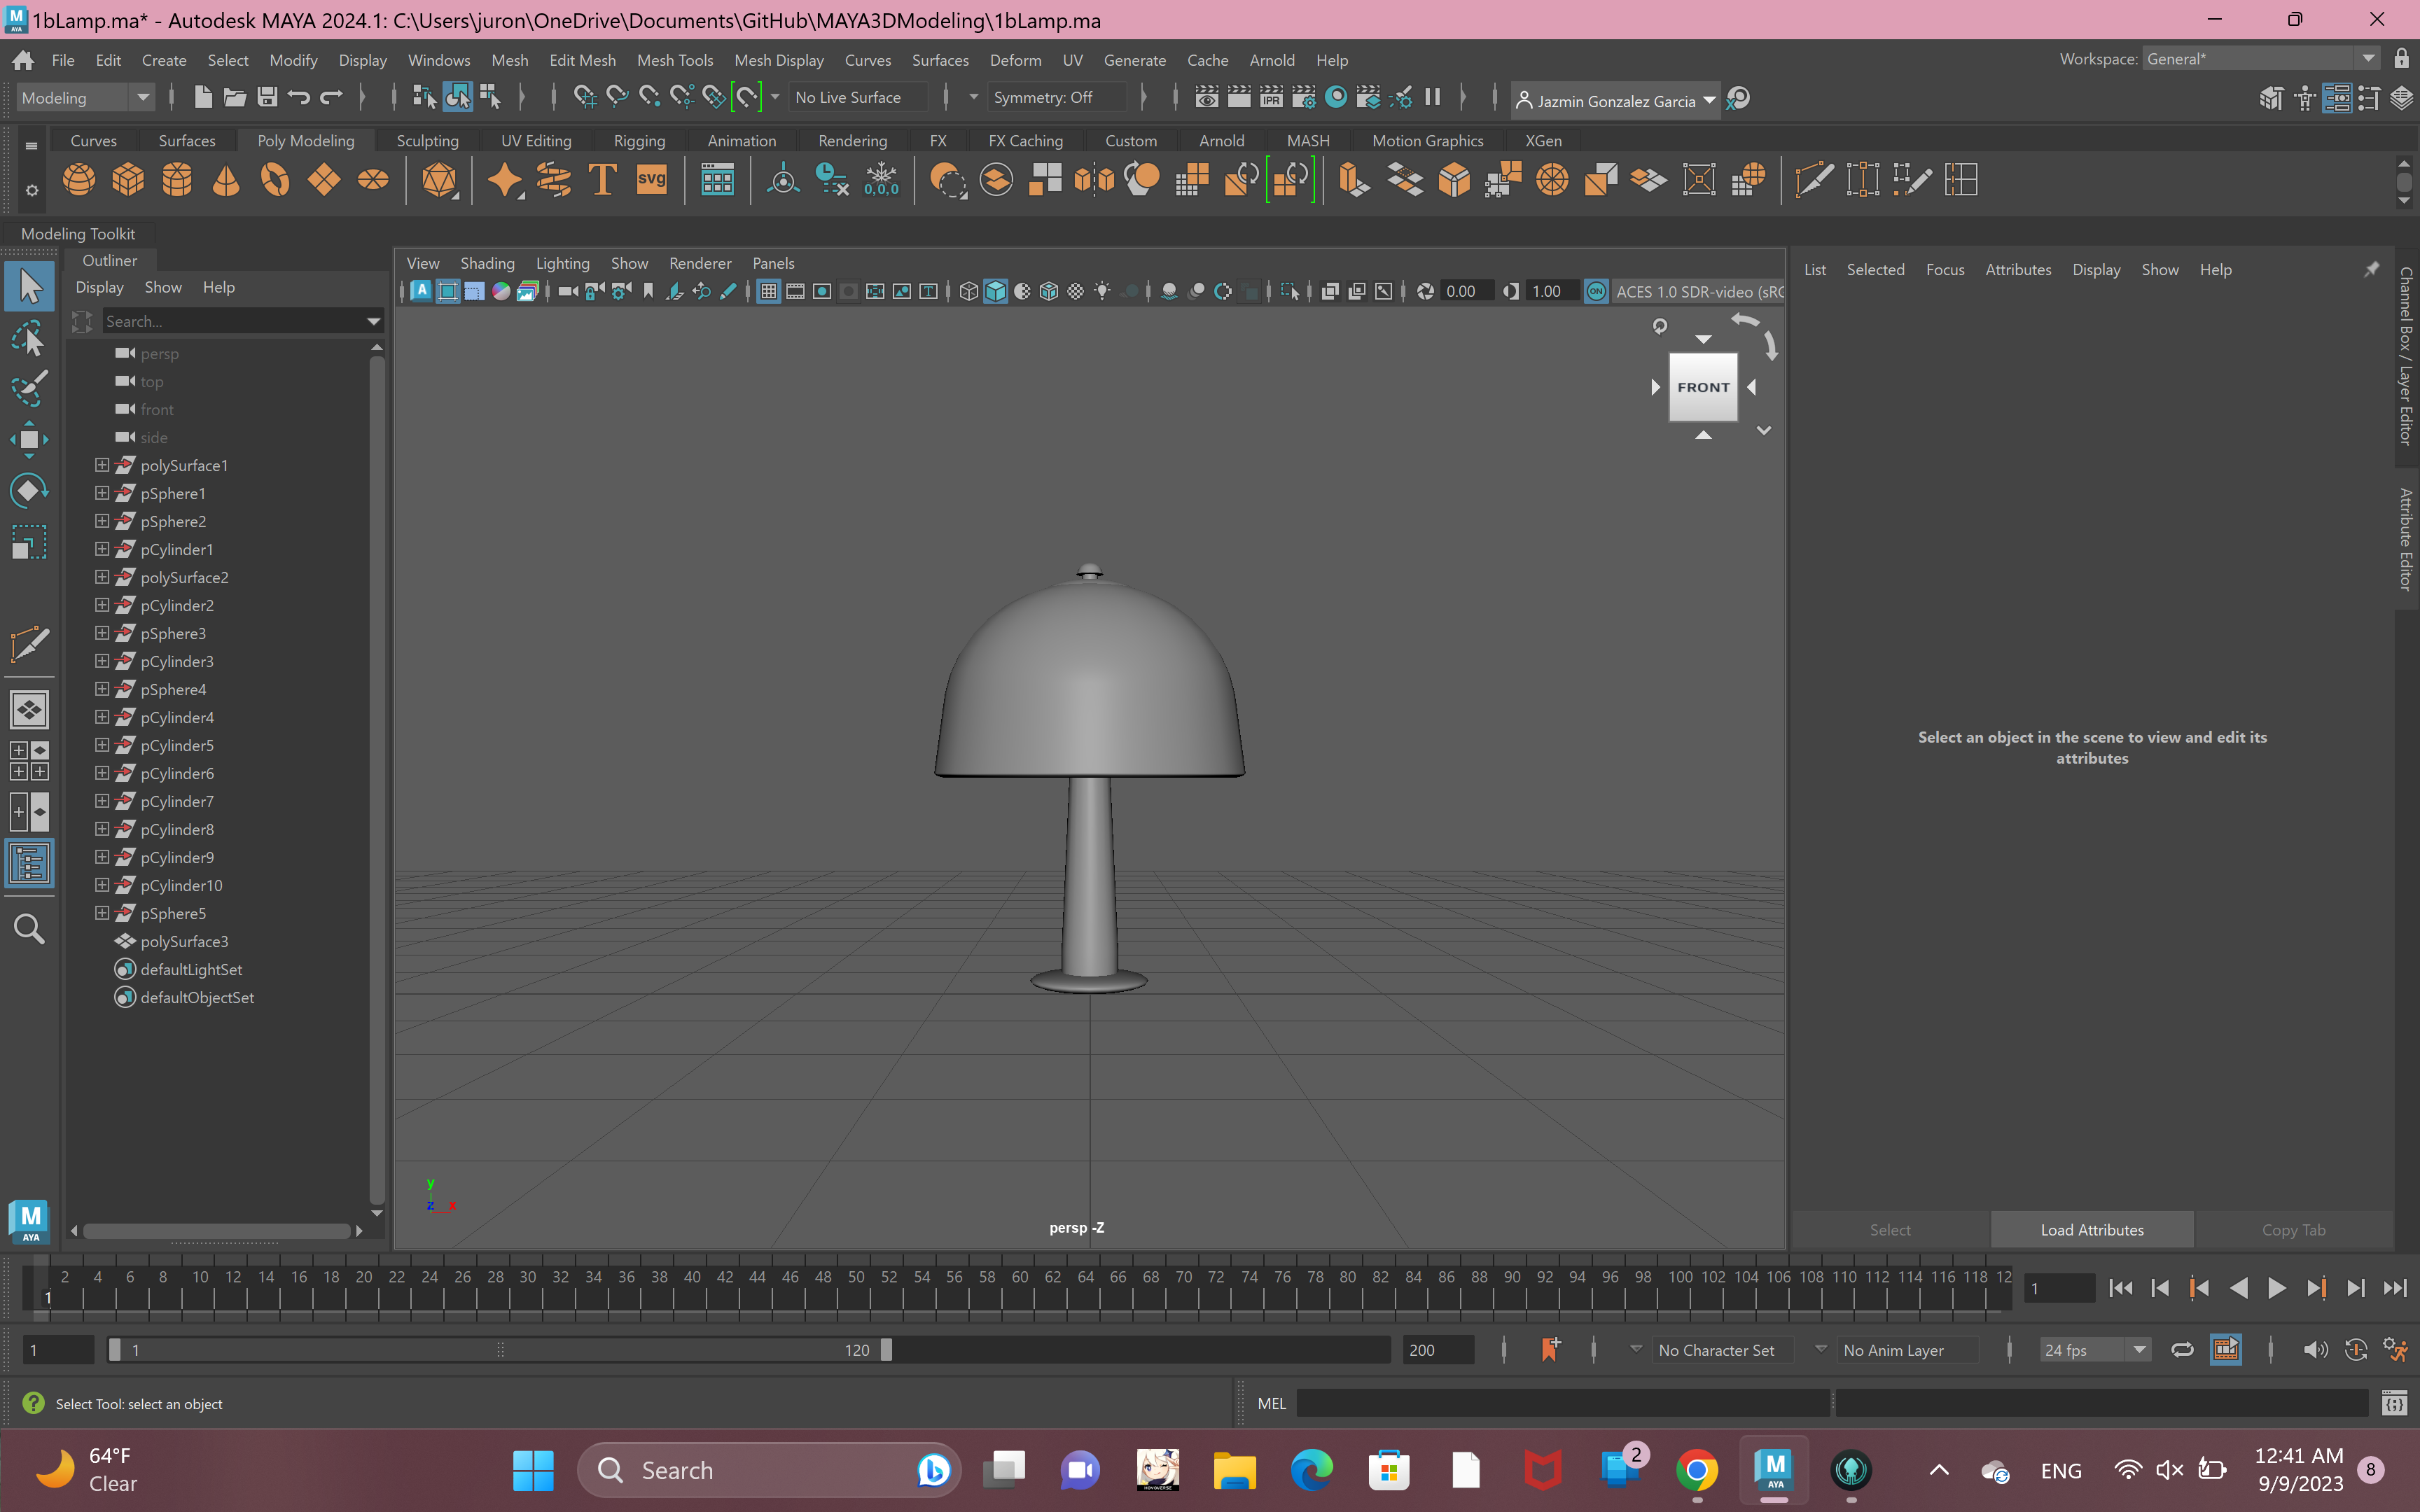 1bLamp.ma* - Autodesk MAYA 2024.1: C:\Users\juron\OneDrive\Documents\GitHub\MAYA3DModeling\1bLamp.ma
File Edit Create Select Modify Display Windows Mesh Edit Mesh Mesh Tools Mesh Display Curves Surfaces Deform UV Generate Cache Arnold Help
Workspace: General*
Modeling
No Live Surface
Symmetry: Off
IPR
Jazmin Gonzalez Garcia
Curves Surfaces Poly Modeling Sculpting UV Editing Rigging Animation Rendering FX FX Caching Custom Arnold MASH Motion Graphics XGen
T
svg
0,0,0
Modeling Toolkit
Outliner
Display Show Help
Search...
persp
top
front
side
polySurface1
pSphere1
pSphere2
pCylinder1
polySurface2
pCylinder2
pSphere3
pCylinder3
pSphere4
pCylinder4
pCylinder5
pCylinder6
pCylinder7
pCylinder8
pCylinder9
pCylinder10
pSphere5
polySurface3
defaultLightSet
defaultObjectSet
View Shading Lighting Show Renderer Panels
0.00
1.00
ON
ACES 1.0 SDR-video (sRG
FRONT
y
z x
persp -Z
List Selected Focus Attributes Display Show Help
Select an object in the scene to view and edit its
attributes
Select
Load Attributes
Copy Tab
Channel Box / Layer Editor
Attribute Editor
M
AYA
2 4 6 8 10 12 14 16 18 20 22 24 26 28 30 32 34 36 38 40 42 44 46 48 50 52 54 56 58 60 62 64 66 68 70 72 74 76 78 80 82 84 86 88 90 92 94 96 98 100 102 104 106 108 110 112 114 116 118 12
1
1
1
1
120
200
No Character Set
No Anim Layer
24 fps
Select Tool: select an object
MEL
64°F
Clear
Search
2
M
AYA
ENG
12:41 AM
9/9/2023
8